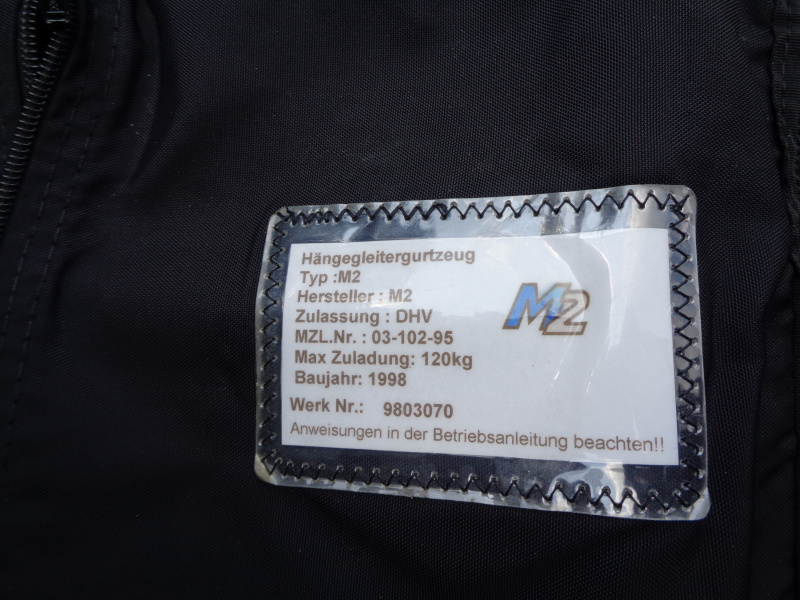 Hängegleitergurtzeug
Typ :M2
Hersteller : M2
Zulassung : DHV
MZL.Nr. : 03-102-95
Max Zuladung: 120kg
Baujahr: 1998
Werk Nr.: 9803070
Anweisungen in der Betriebsanleitung beachten!!
M2